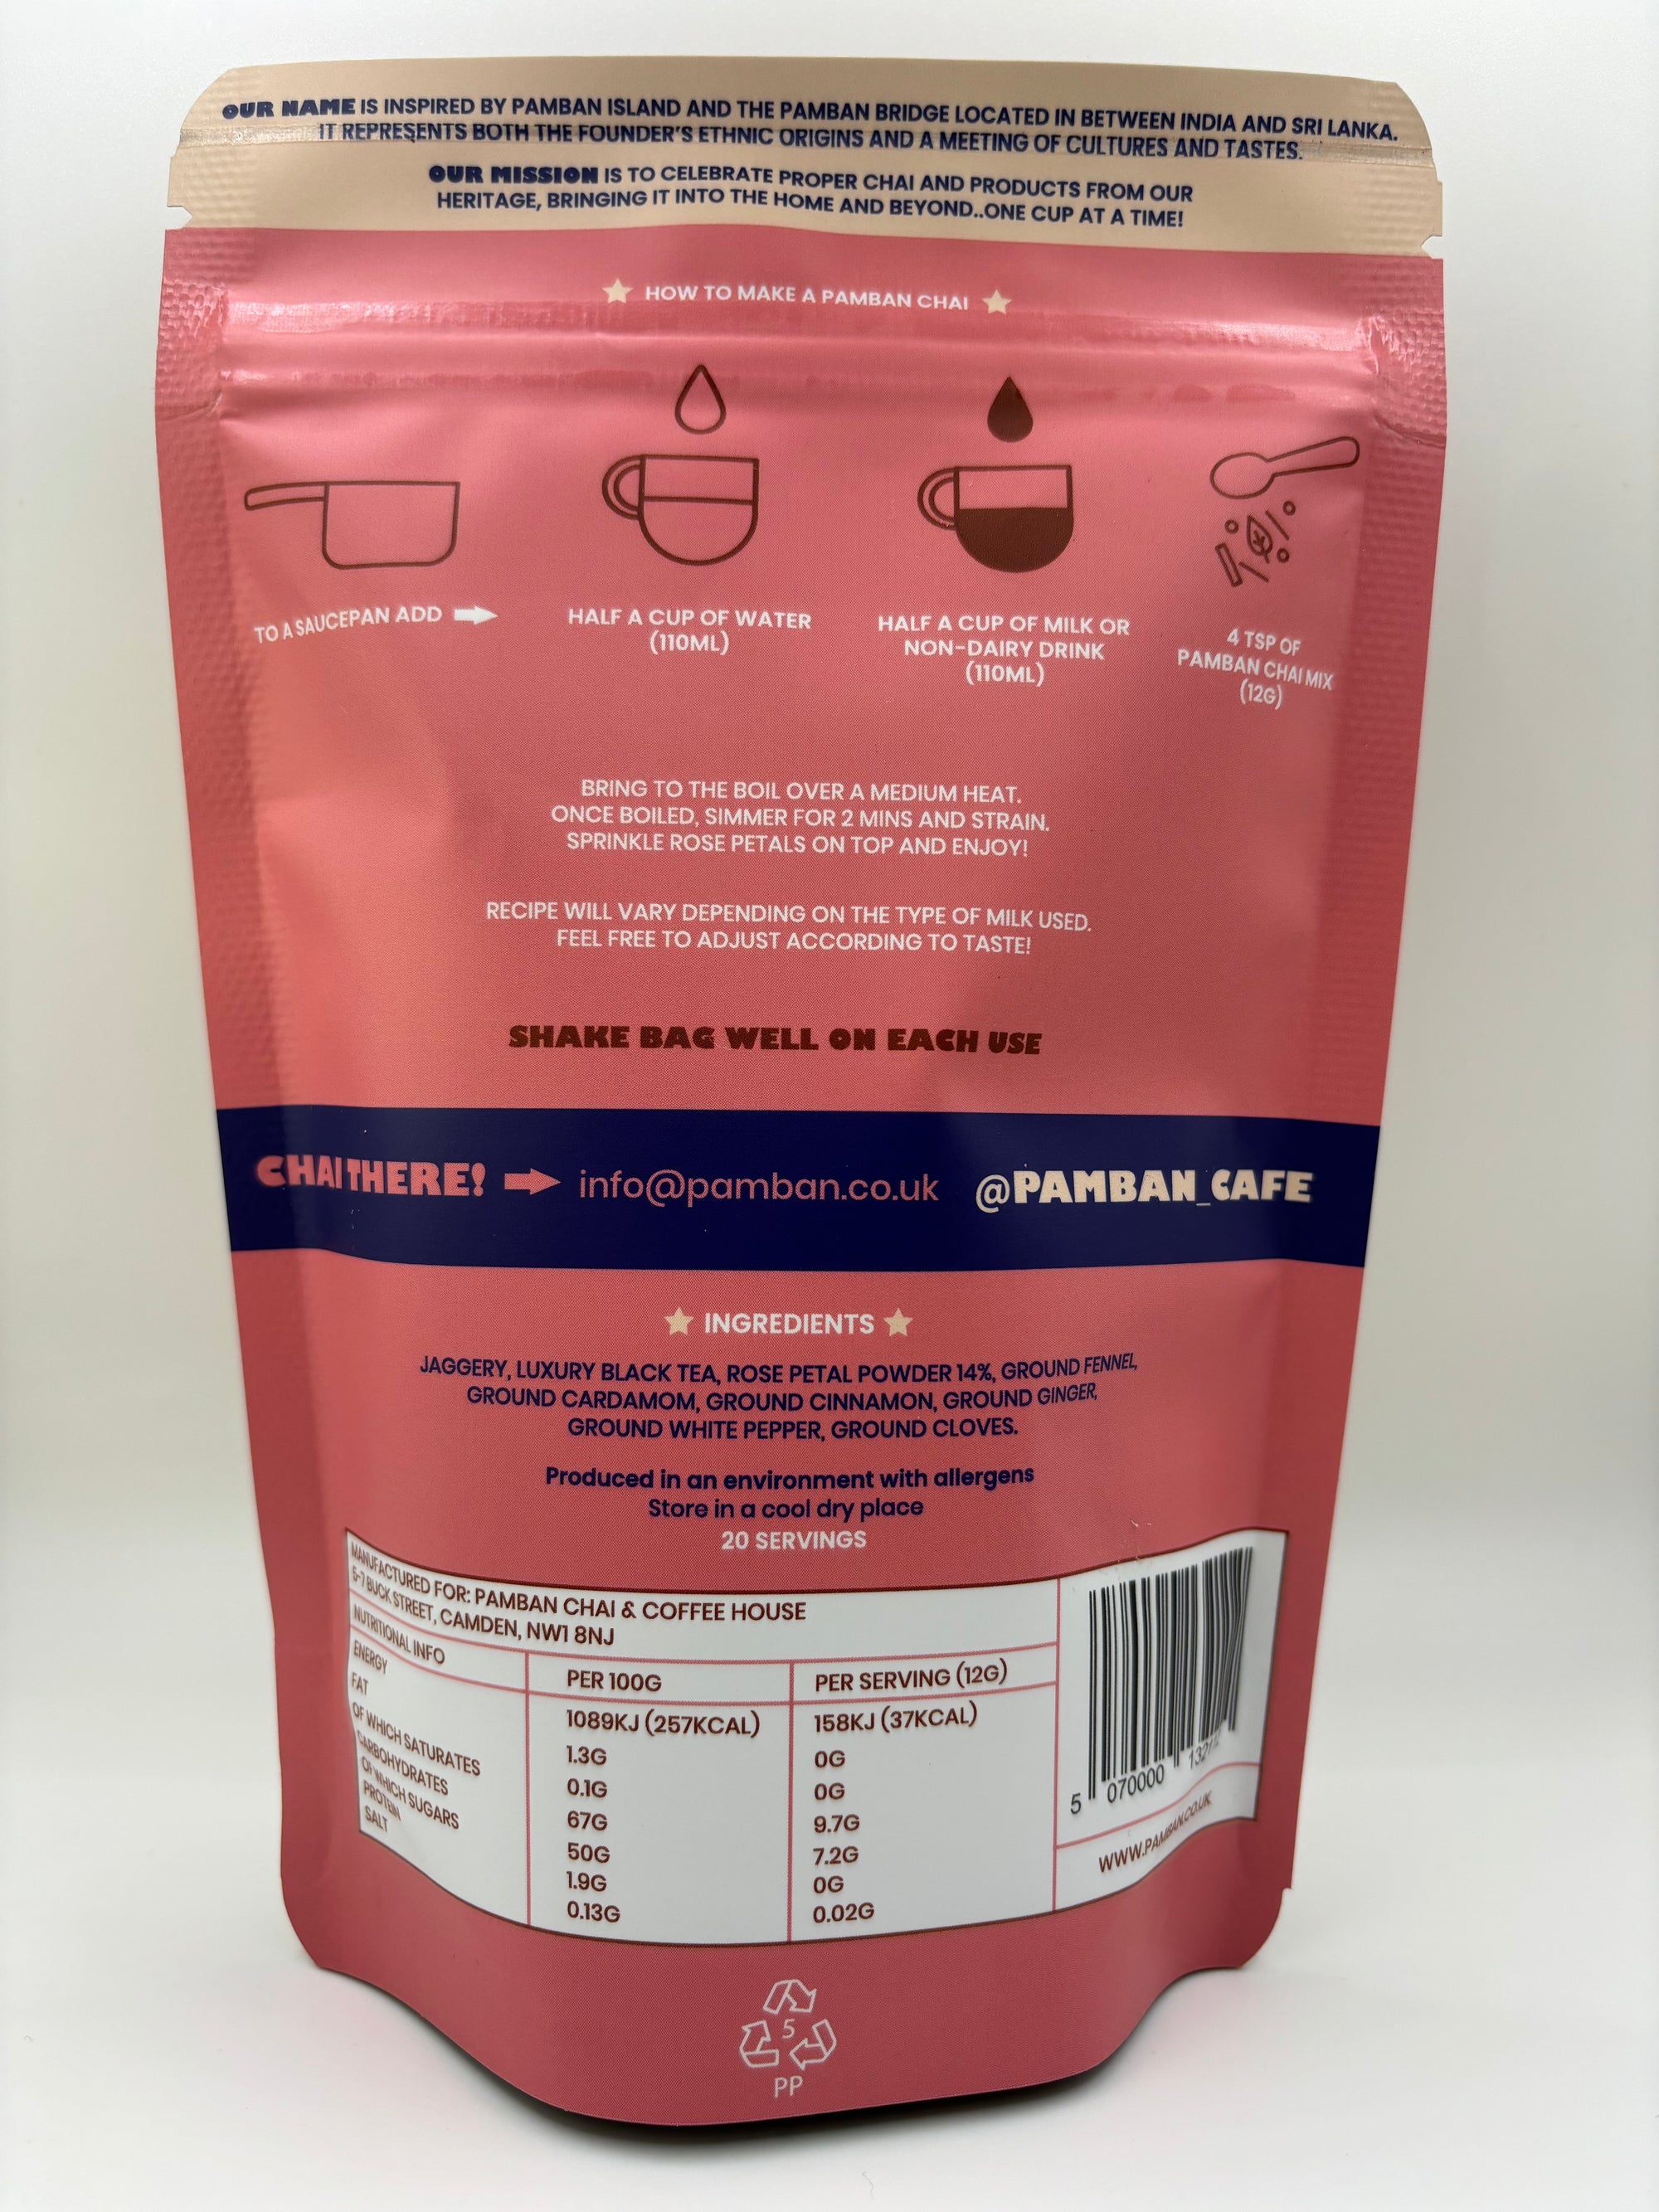 OUR NAME IS INSPIRED BY PAMBAN ISLAND AND THE PAMBAN BRIDGE LOCATED IN BETWEEN INDIA AND SRI LANKA.
IT REPRESENTS BOTH THE FOUNDER'S ETHNIC ORIGINS AND A MEETING OF CULTURES AND TASTES.
OUR MISSION IS TO CELEBRATE PROPER CHAI AND PRODUCTS FROM OUR
HERITAGE, BRINGING IT INTO THE HOME AND BEYOND..ONE CUP AT A TIME!
HOW TO MAKE A PAMBAN CHAI
TO A SAUCEPAN ADD
HALF A CUP OF WATER
(110ML)
HALF A CUP OF MILK OR
NON-DAIRY DRINK
(110ML)
4 TSP OF
PAMBAN CHAI MIX
(12G)
BRING TO THE BOIL OVER A MEDIUM HEAT.
ONCE BOILED, SIMMER FOR 2 MINS AND STRAIN.
SPRINKLE ROSE PETALS ON TOP AND ENJOY!
RECIPE WILL VARY DEPENDING ON THE TYPE OF MILK USED.
FEEL FREE TO ADJUST ACCORDING TO TASTE!
SHAKE BAG WELL ON EACH USE
CHAI THERE! info@pamban.co.uk @PAMBAN_CAFE
INGREDIENTS
JAGGERY, LUXURY BLACK TEA, ROSE PETAL POWDER 14%, GROUND FENNEL,
GROUND CARDAMOM, GROUND CINNAMON, GROUND GINGER,
GROUND WHITE PEPPER, GROUND CLOVES.
Produced in an environment with allergens
Store in a cool dry place
20 SERVINGS
MANUFACTURED FOR: PAMBAN CHAI & COFFEE HOUSE
6-7 BUCK STREET, CAMDEN, NW1 8NJ
NUTRITIONAL INFO PER 100G PER SERVING (12G)
ENERGY 1089KJ (257KCAL) 158KJ (37KCAL)
FAT 1.3G 0G
OF WHICH SATURATES 0.1G 0G
CARBOHYDRATES 67G 9.7G
OF WHICH SUGARS 50G 7.2G
PROTEIN 1.9G 0G
SALT 0.13G 0.02G
5 070000
WWW.PAMBAN.CO.UK
5
PP